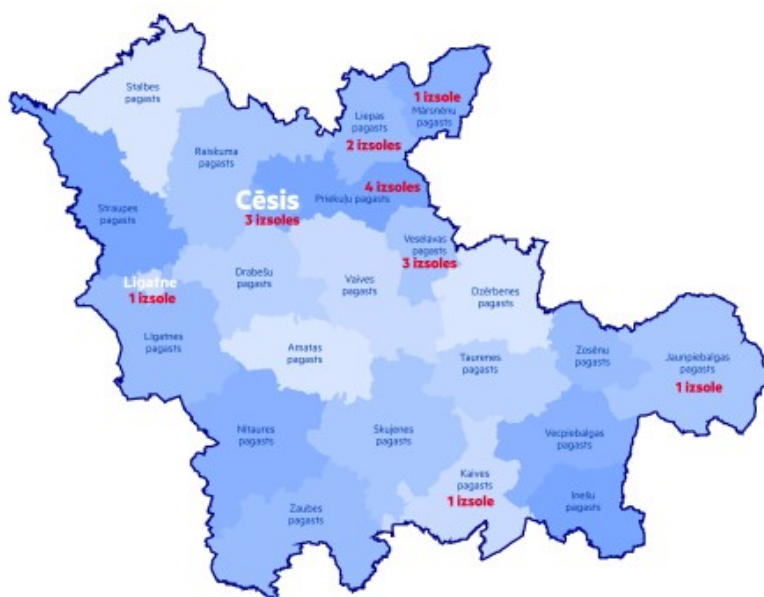 Stalbes
pagasts
1 izsole
Mārsnēnu
pagasts
Liepas
pagasts
2 izsoles
Raiskuma
pagasts
4 izsoles
Priekuļu pagasts
Cēsis
3 izsoles
Straupes
pagasts
Veselavas
pagasts
3 izsoles
Drabešu
pagasts
Vaives
pagasts
Dzērbenes
pagasts
Līgatne
1 izsole
Līgatnes
pagasts
Amatas
pagasts
Taurenes
pagasts
Zosēnu
pagasts
Jaunpiebalgas
pagasts
1 izsole
Nītaures
pagasts
Skujenes
pagasts
Vecpiebalgas
pagasts
Kaives
pagasts
1 izsole
Inešu
pagasts
Zaubes
pagasts